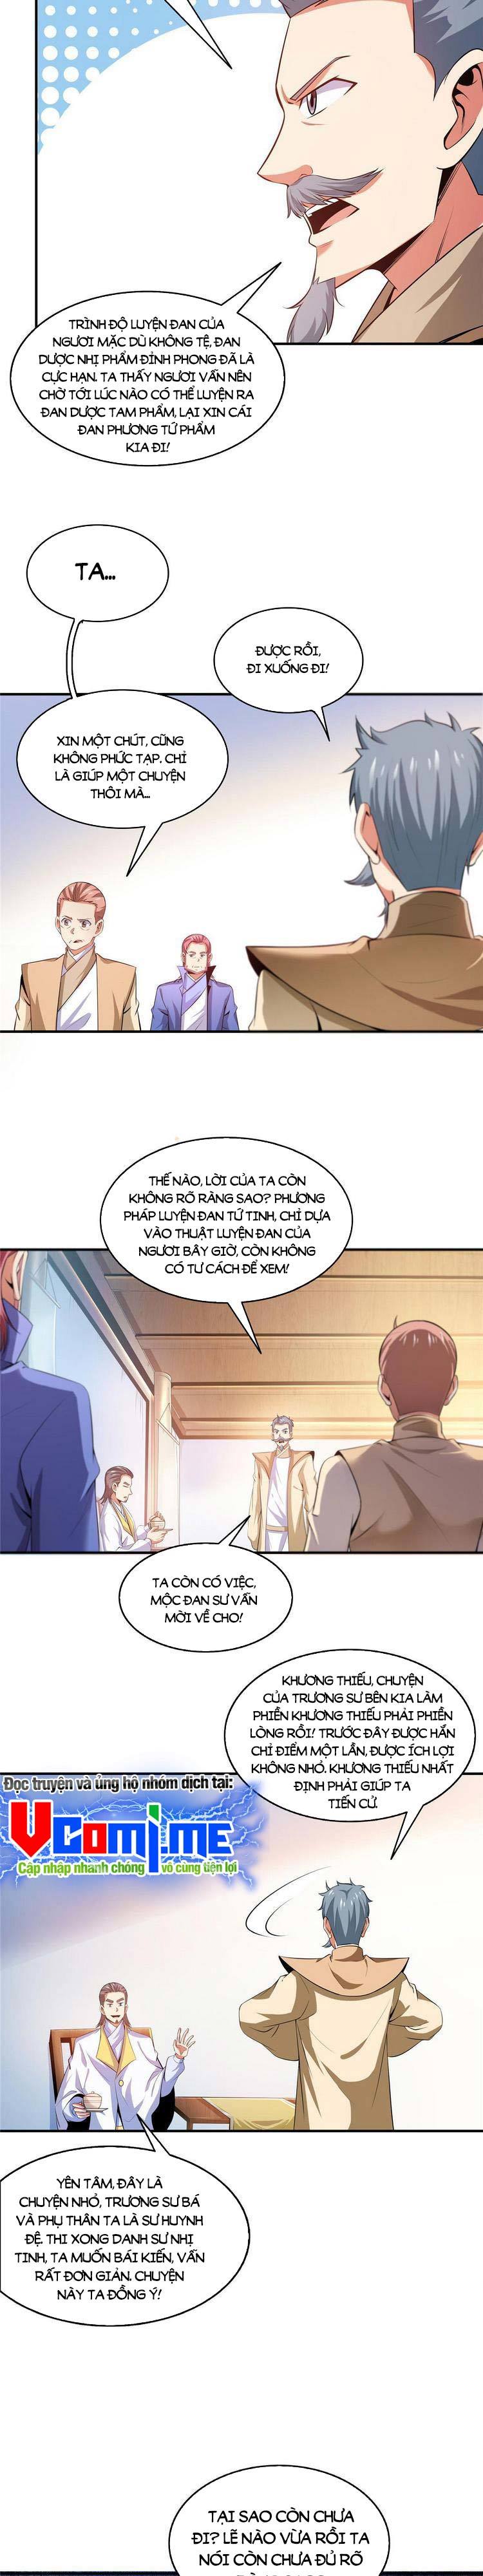 TRÌNH ĐỘ LUYỆN ĐAN CỦA
NGƯƠI MẶC DÙ KHÔNG TỆ, ĐAN
DƯỢC NHỊ PHẨM ĐỈNH PHONG ĐÃ LÀ
CỰC HẠN. TA THẤY NGƯƠI VẪN NÊN
CHỜ TỚI LÚC NÀO CÓ THỂ LUYỆN RA
ĐAN DƯỢC TAM PHẨM, LẠI XIN CÁI
ĐAN PHƯƠNG TỨ PHẨM
KIA ĐI!
TA...
ĐƯỢC RỒI,
ĐI XUỐNG ĐI!
XIN MỘT CHÚT, CŨNG
KHÔNG PHỨC TẠP. CHỈ
LÀ GIÚP MỘT CHUYỆN
THÔI MÀ...
THẾ NÀO, LỜI CỦA TA CÒN
KHÔNG RÕ RÀNG SAO? PHƯƠNG
PHÁP LUYỆN ĐAN TỨ TINH, CHỈ DỰA
VÀO THUẬT LUYỆN ĐAN CỦA
NGƯƠI BÂY GIỜ, CÒN KHÔNG
CÓ TƯ CÁCH ĐỂ XEM!
TA CÒN CÓ VIỆC,
MỘC ĐAN SƯ VẪN
MỜI VỀ CHO!
KHƯƠNG THIẾU, CHUYỆN
CỦA TRƯƠNG SƯ BÊN KIA LÀM
PHIỀN KHƯƠNG THIẾU PHẢI PHIỀN
LÒNG RỒI! TRƯỚC ĐÂY ĐƯỢC HẮN
CHỈ ĐIỂM MỘT LẦN, ĐƯỢC ÍCH LỢI
KHÔNG NHỎ. KHƯƠNG THIẾU NHẤT
ĐỊNH PHẢI GIÚP TA
TIẾN CỬ.
Đọc truyện và ủng hộ nhóm dịch tại:
VComi.me
Cập nhập nhanh chóng vô cùng tiện lợi
YÊN TÂM, ĐÂY LÀ
CHUYỆN NHỎ, TRƯƠNG SƯ BÁ
VÀ PHỤ THÂN TA LÀ SƯ HUYNH
ĐỆ. THI XONG DANH SƯ NHỊ
TINH, TA MUỐN BÁI KIẾN, VẪN
RẤT ĐƠN GIẢN. CHUYỆN
NÀY TA ĐỒNG Ý!
TẠI SAO CÒN CHƯA
ĐI? LẼ NÀO VỪA RỒI TA
NÓI CÒN CHƯA ĐỦ RÕ